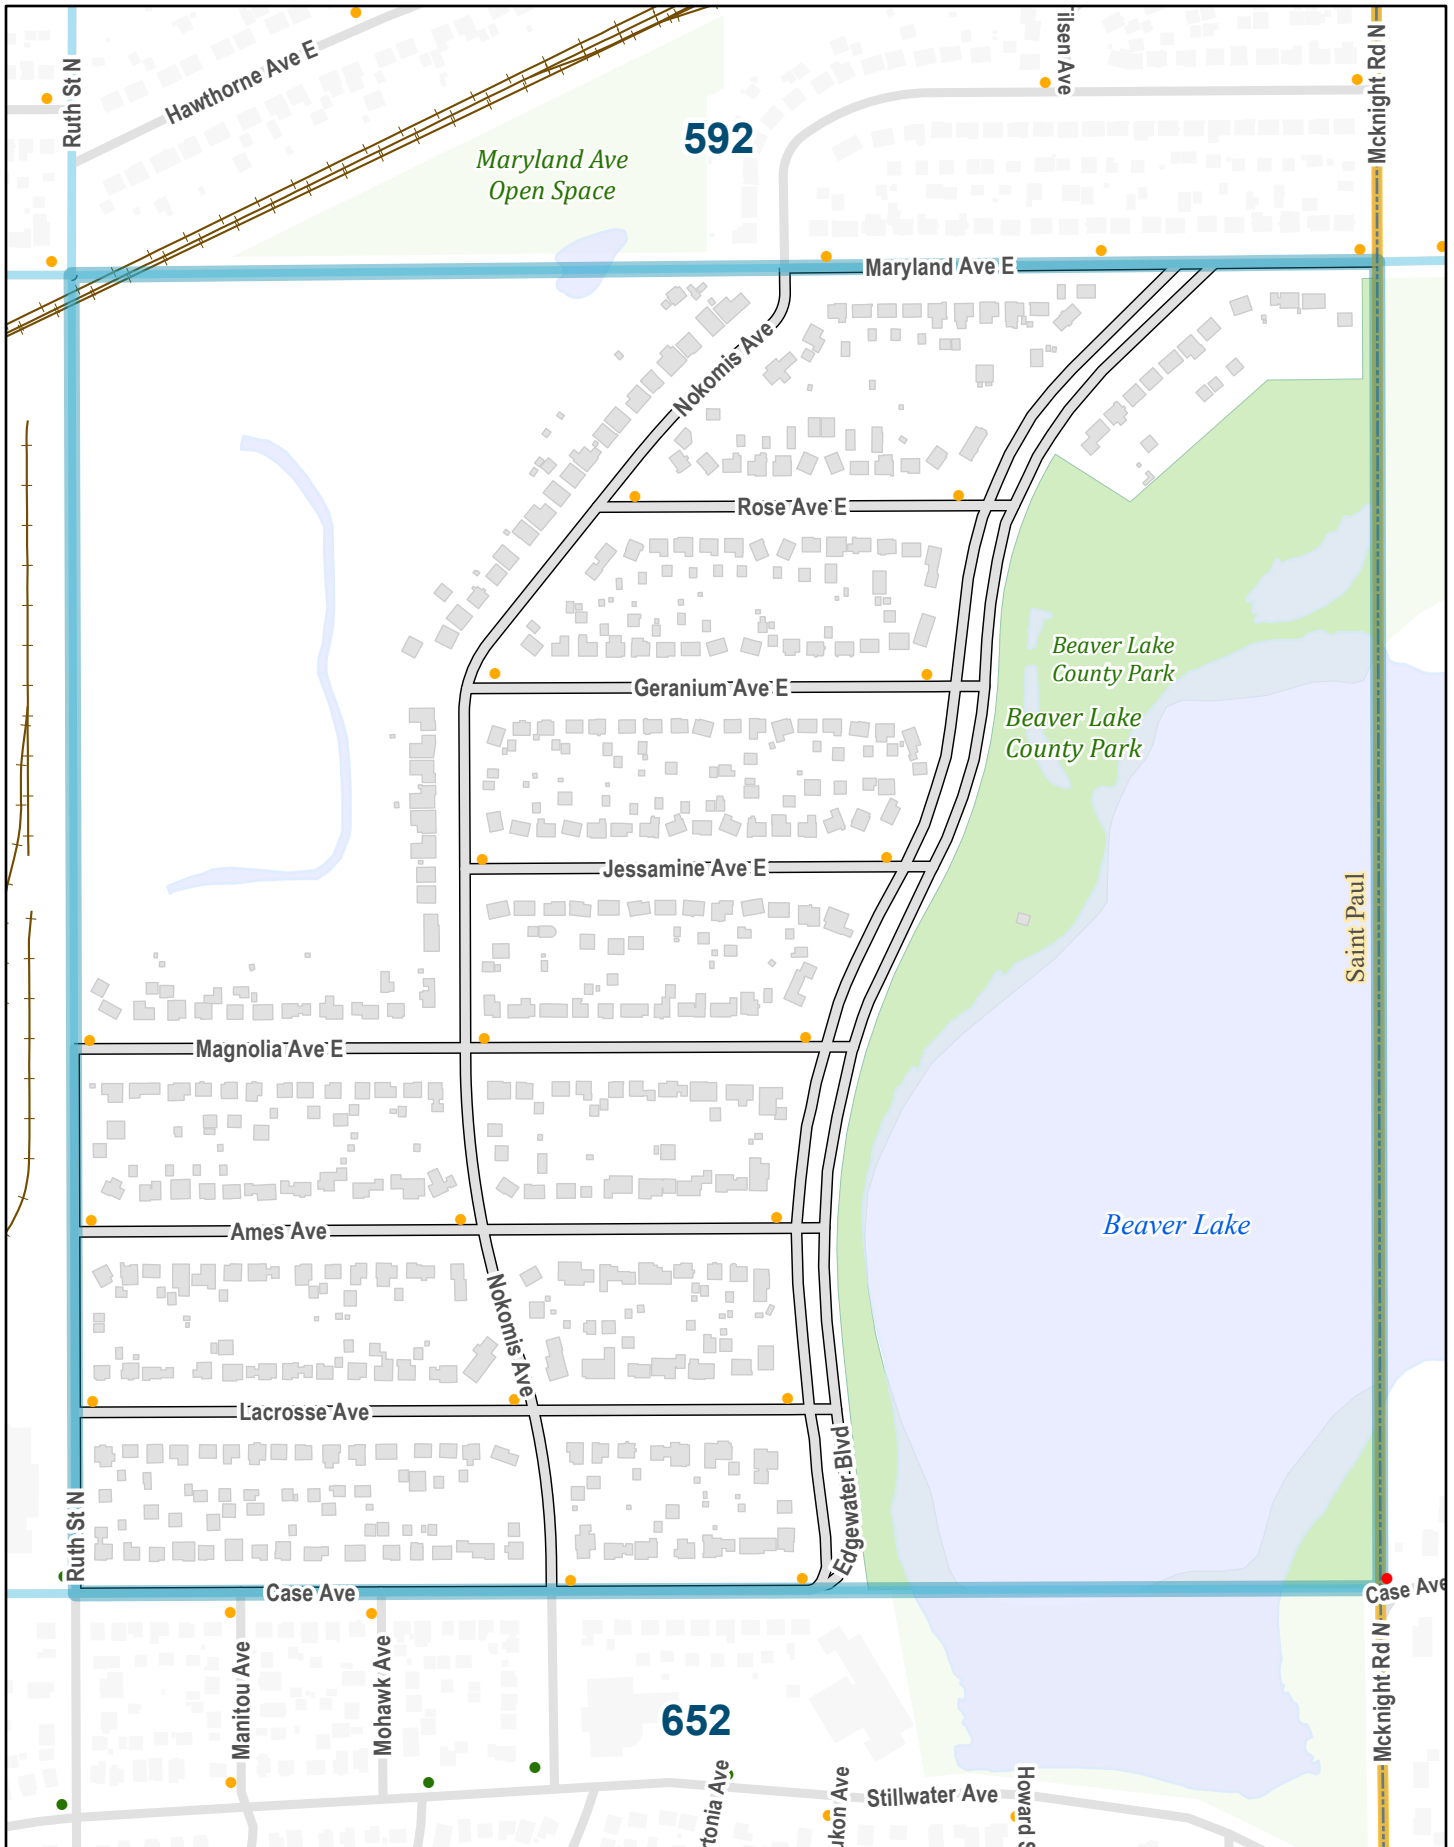 Hawthorne Ave E
Ruth St N
Mcknight Rd N
592
Maryland Ave
Open Space
Maryland Ave E
Nokomis Ave
Rose Ave E
Beaver Lake
County Park
Geranium Ave E
Beaver Lake
County Park
Jessamine Ave E
Saint Paul
Magnolia Ave E
Beaver Lake
Ames Ave
Nokomis Ave
Lacrosse Ave
Edgewater Blvd
Ruth St N
Case Ave
Case Ave
Manitou Ave
Mohawk Ave
Mcknight Rd N
652
Stillwater Ave